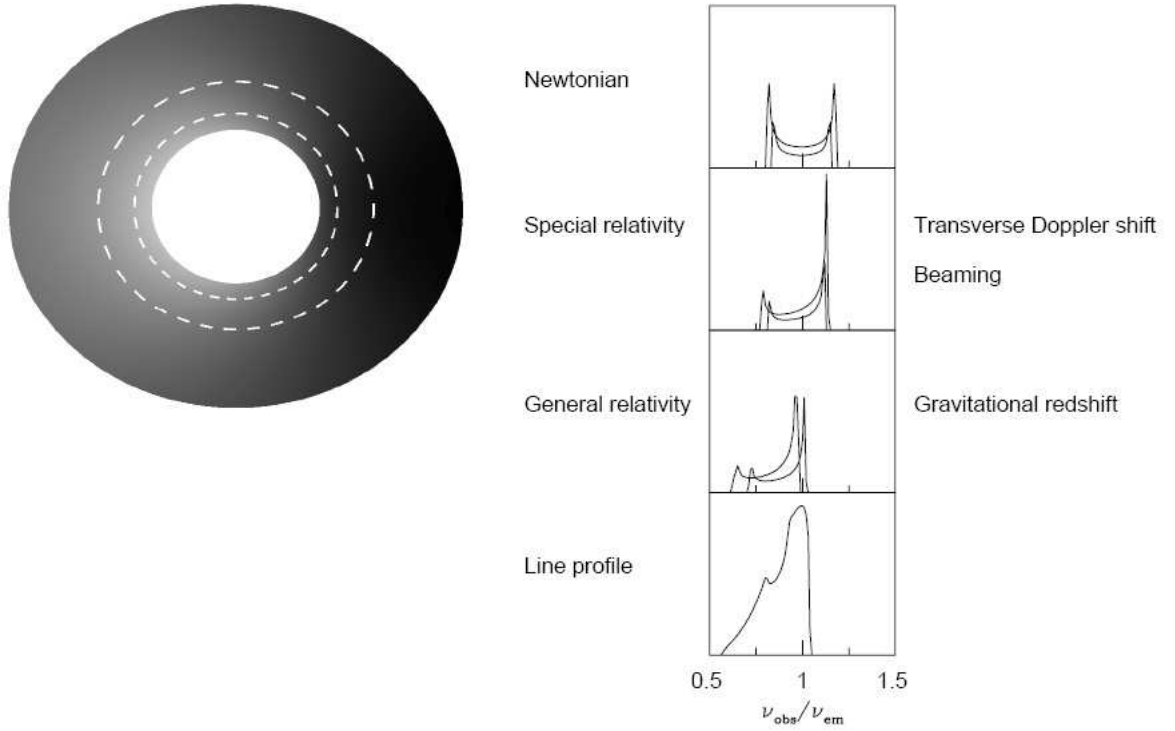 Newtonian
Special relativity
Transverse Doppler shift
Beaming
General relativity
Gravitational redshift
Line profile
0.5 1 1.5
ν_obs/ν_em